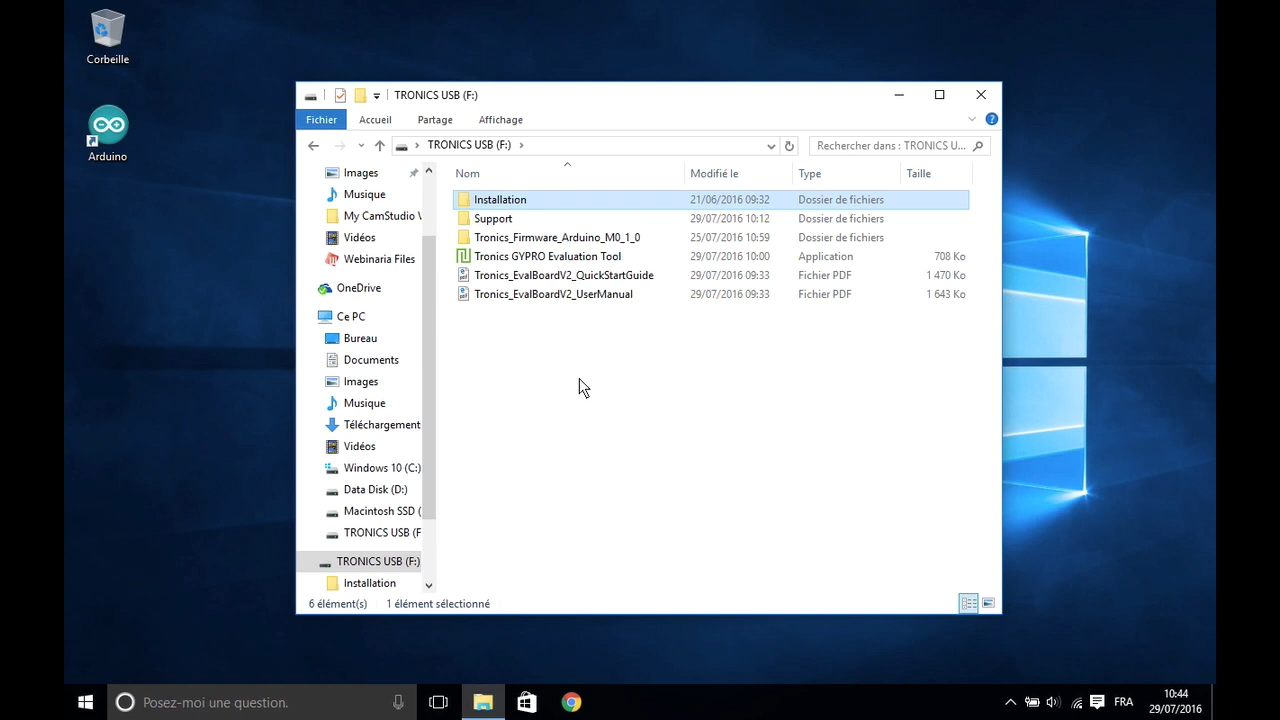 Corbeille
Arduino
TRONICS USB (F:)
Fichier Accueil Partage Affichage
TRONICS USB (F:) Rechercher dans : TRONICS U...
Nom Modifié le Type Taille
Installation 21/06/2016 09:32 Dossier de fichiers
Support 29/07/2016 10:12 Dossier de fichiers
Tronics_Firmware_Arduino_M0_1_0 25/07/2016 10:59 Dossier de fichiers
Tronics GYPRO Evaluation Tool 29/07/2016 10:00 Application 708 Ko
Tronics_EvalBoardV2_QuickStartGuide 29/07/2016 09:33 Fichier PDF 1 470 Ko
Tronics_EvalBoardV2_UserManual 29/07/2016 09:33 Fichier PDF 1 643 Ko
Images
Musique
My CamStudio V
Vidéos
Webinaria Files
OneDrive
Ce PC
Bureau
Documents
Images
Musique
Téléchargement
Vidéos
Windows 10 (C:)
Data Disk (D:)
Macintosh SSD (
TRONICS USB (F
TRONICS USB (F:)
Installation
6 élément(s) 1 élément sélectionné
Posez-moi une question.
FRA
10:44
29/07/2016